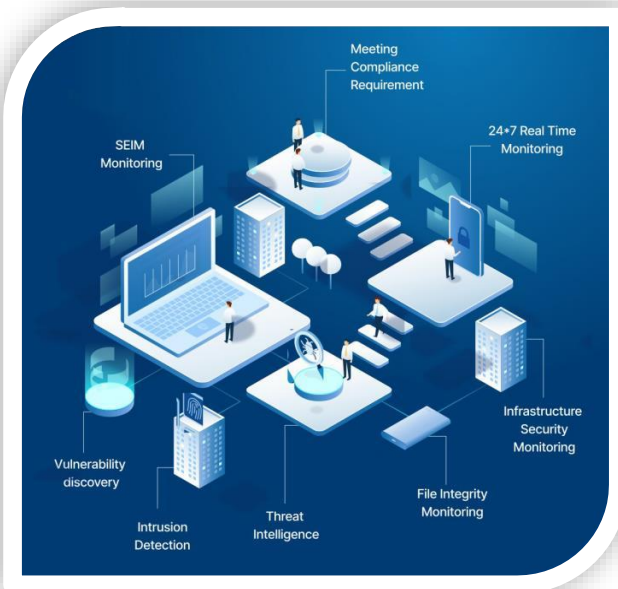 Meeting
Compliance
Requirement
SEIM
Monitoring
24*7 Real Time
Monitoring
Infrastructure
Security
Monitoring
Vulnerability
discovery
File Integrity
Monitoring
Threat
Intelligence
Intrusion
Detection